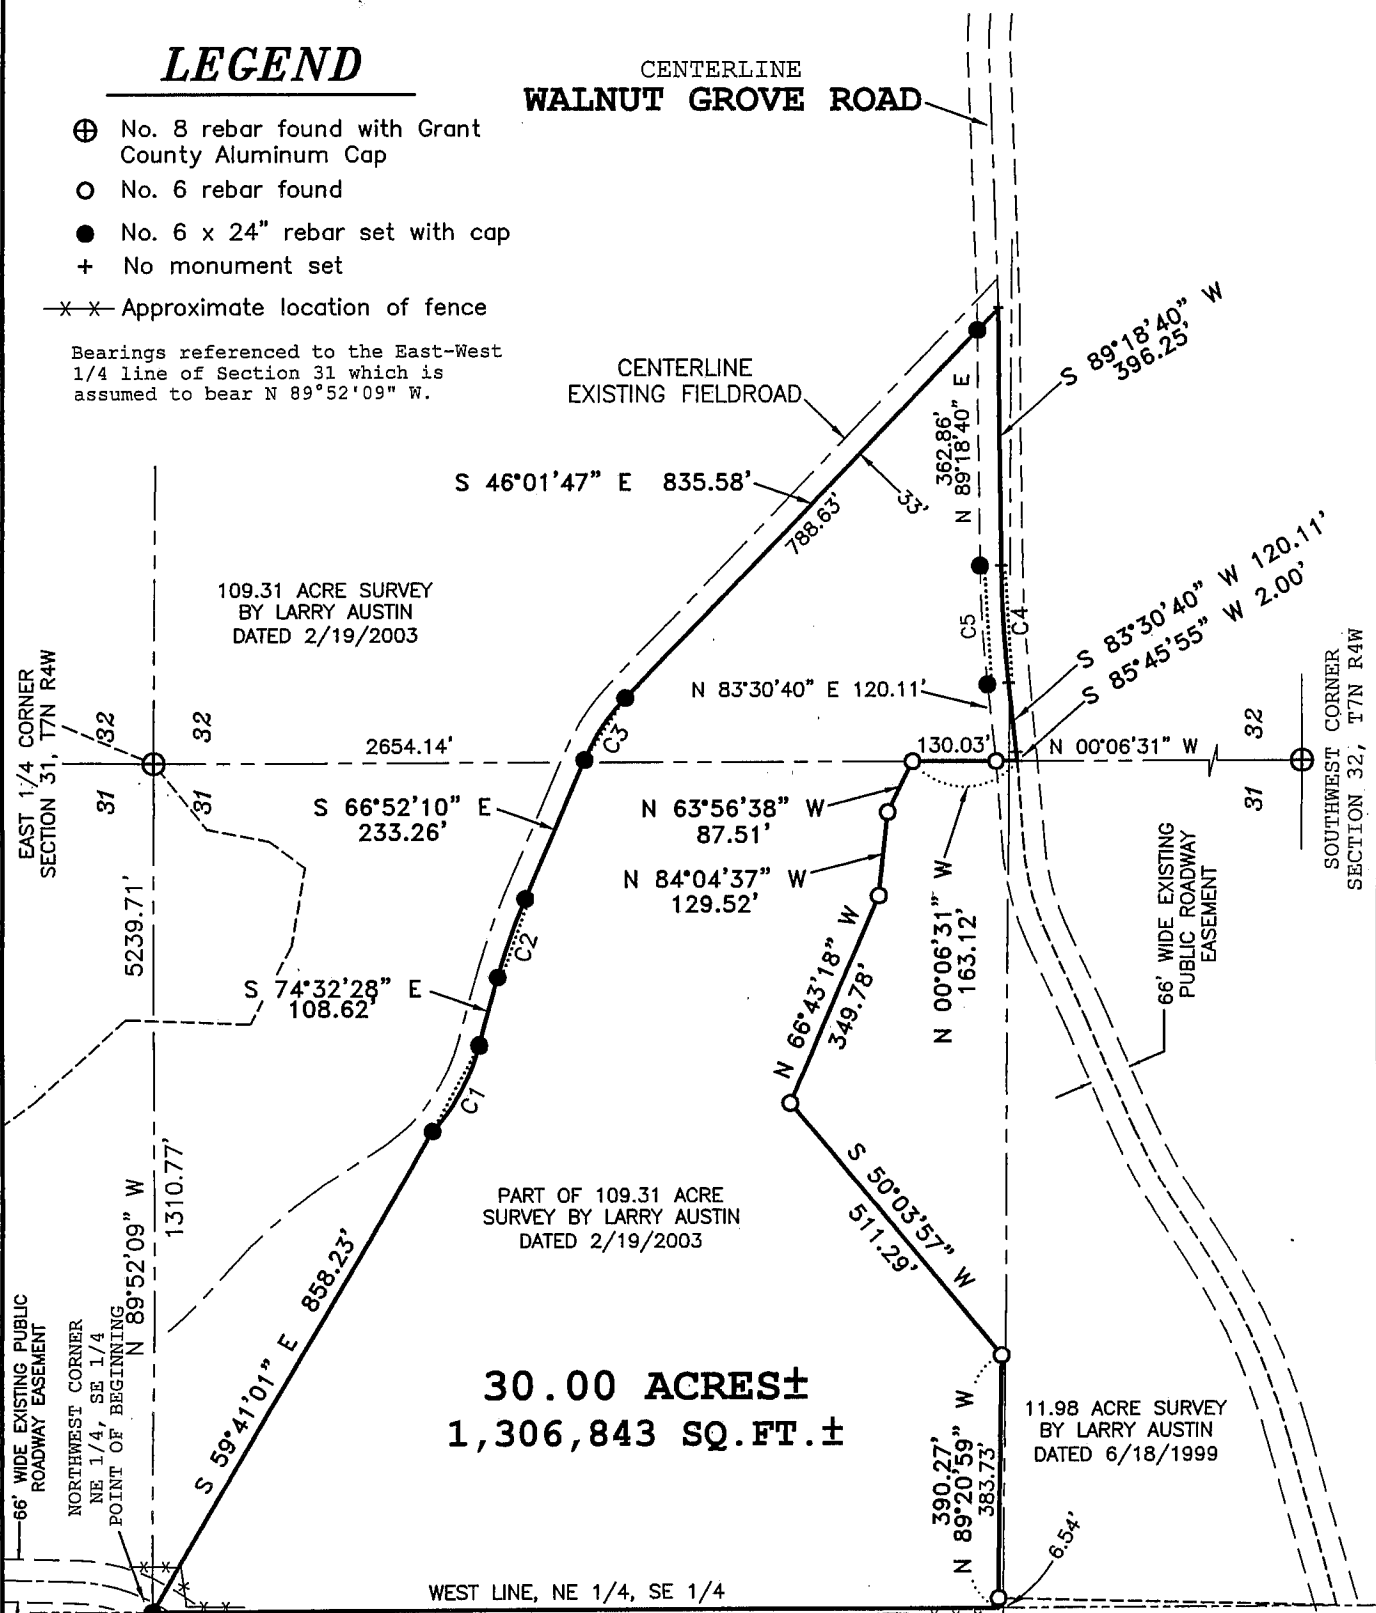 LEGEND
No. 8 rebar found with Grant
County Aluminum Cap
No. 6 rebar found
No. 6 x 24" rebar set with cap
No monument set
Approximate location of fence
Bearings referenced to the East-West
1/4 line of Section 31 which is
assumed to bear N 89°52'09" W.
CENTERLINE
WALNUT GROVE ROAD
CENTERLINE
EXISTING FIELDROAD
S 89°18'40" W
396.25'
362.86'
N 89°18'40" E
S 46°01'47" E 835.58'
788.63'
33'
109.31 ACRE SURVEY
BY LARRY AUSTIN
DATED 2/19/2003
C5
C4
S 83°30'40" W 120.11'
S 85°45'55" W 2.00'
N 83°30'40" E 120.11'
EAST 1/4 CORNER
SECTION 31, T7N R4W
32
32
31
31
2654.14'
C3
130.03'
N 00°06'31" W
32
31
SOUTHWEST CORNER
SECTION 32, T7N R4W
S 66°52'10" E
233.26'
N 63°56'38" W
87.51'
N 84°04'37" W
129.52'
66' WIDE EXISTING
PUBLIC ROADWAY
EASEMENT
5239.71'
C2
N 66°43'18" W
349.78'
N 00°06'31" W
163.12'
S 74°32'28" E
108.62'
C1
N 89°52'09" W
1310.77'
PART OF 109.31 ACRE
SURVEY BY LARRY AUSTIN
DATED 2/19/2003
S 50°03'57" W
511.29'
S 59°41'01" E 858.23'
66' WIDE EXISTING PUBLIC
ROADWAY EASEMENT
NORTHWEST CORNER
NE 1/4, SE 1/4
POINT OF BEGINNING
30.00 ACRES±
1,306,843 SQ.FT.±
390.27'
N 89°20'59" W
383.73'
11.98 ACRE SURVEY
BY LARRY AUSTIN
DATED 6/18/1999
6.54'
WEST LINE, NE 1/4, SE 1/4